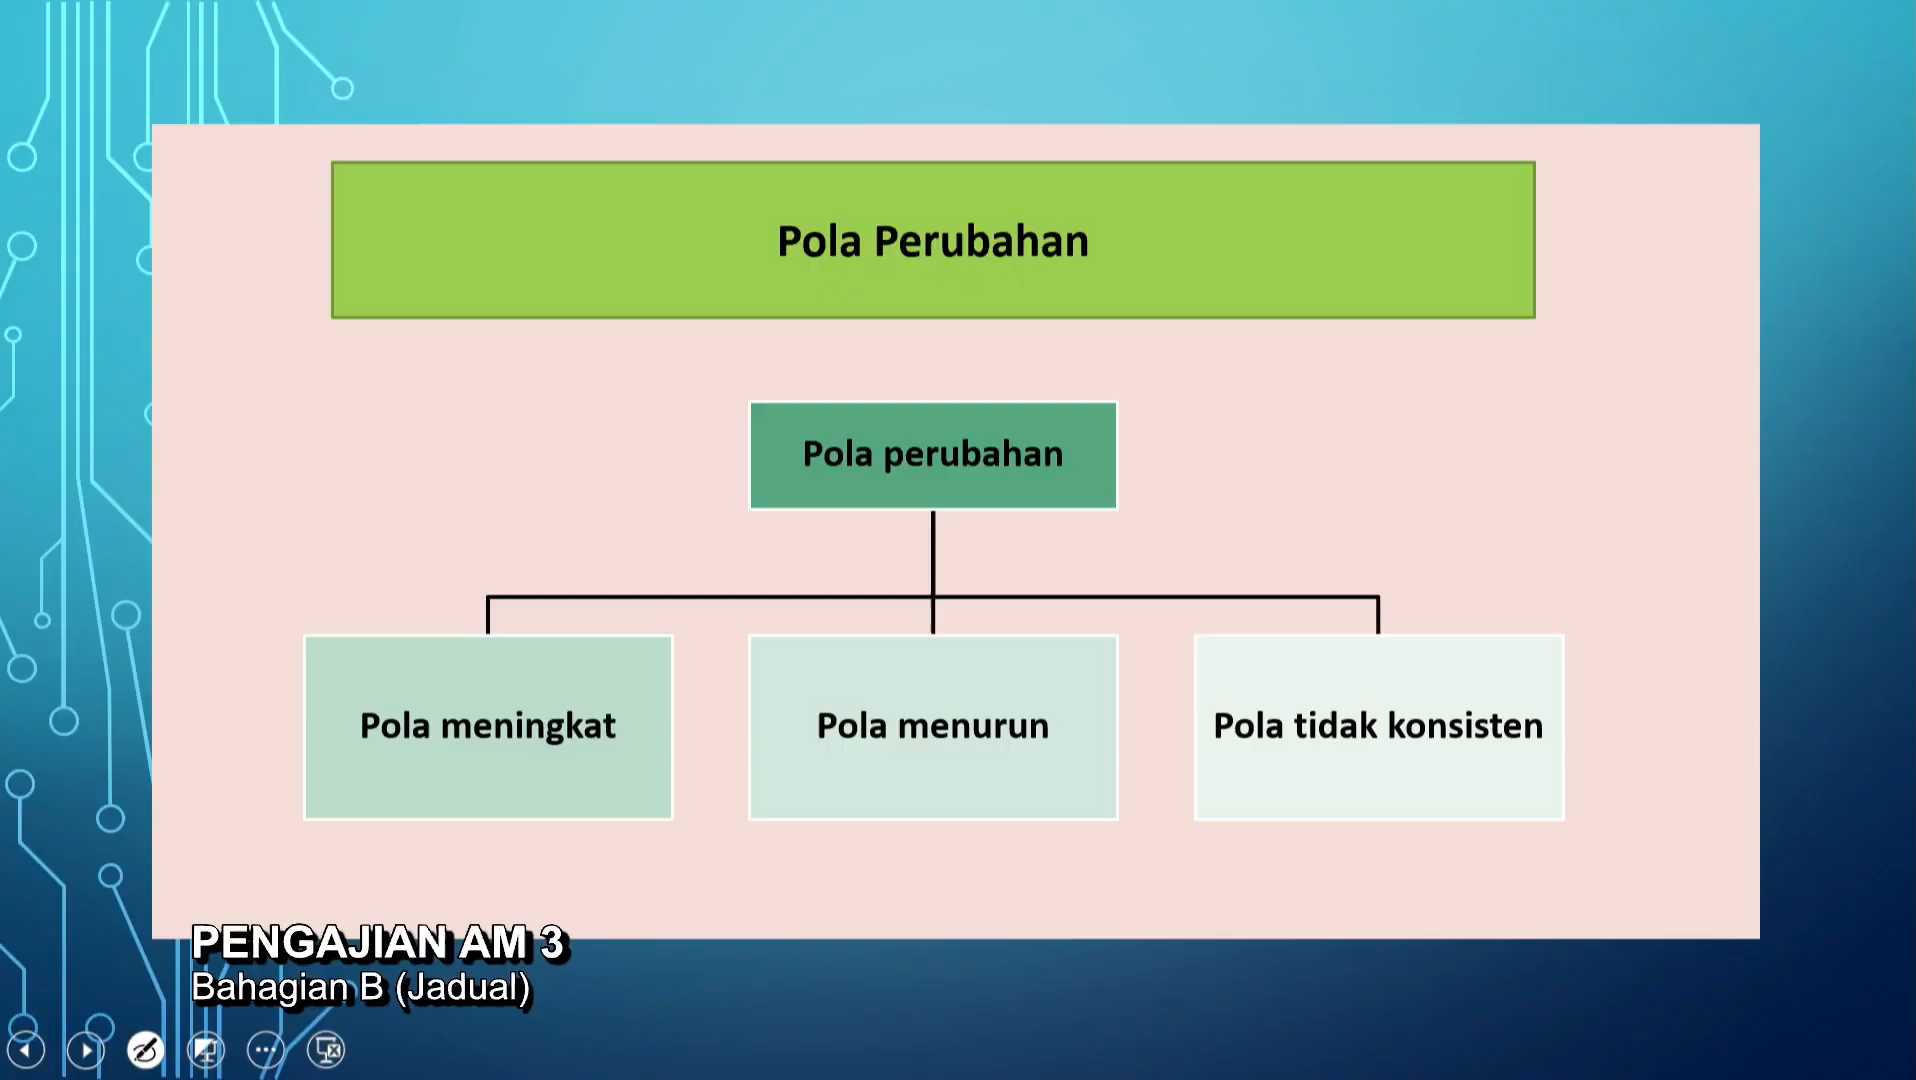 Pola Perubahan
Pola perubahan
Pola meningkat
Pola menurun
Pola tidak konsisten
PENGAJIAN AM 3
Bahagian B (Jadual)